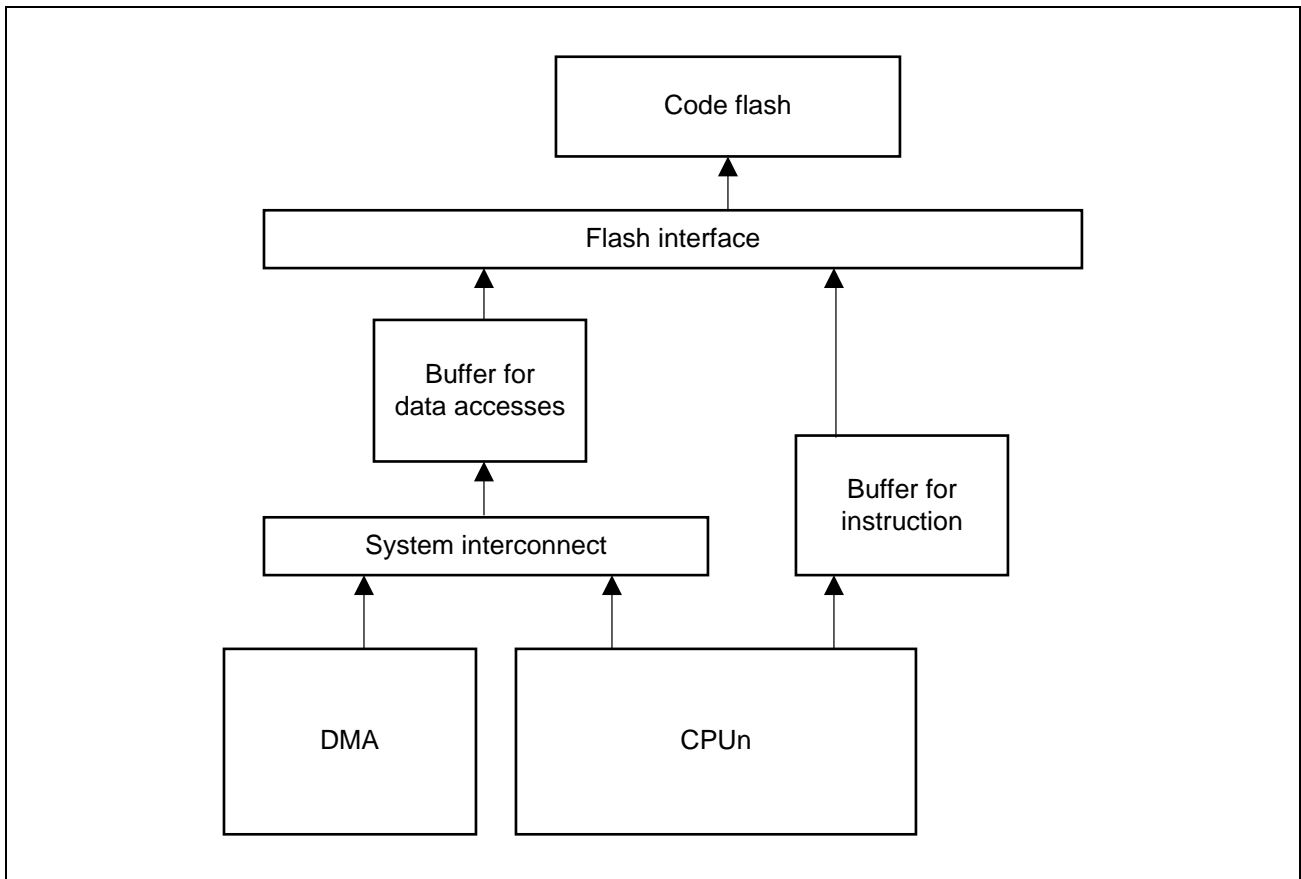 Code flash
Flash interface
Buffer for
data accesses
Buffer for
instruction
System interconnect
DMA
CPUn